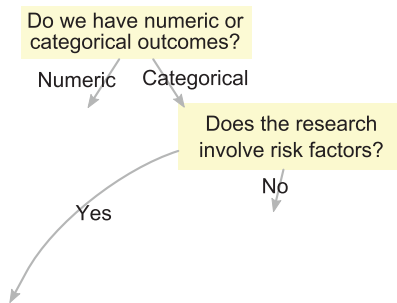 Do we have numeric or
categorical outcomes?
Numeric
Categorical
Does the research
involve risk factors?
No
Yes